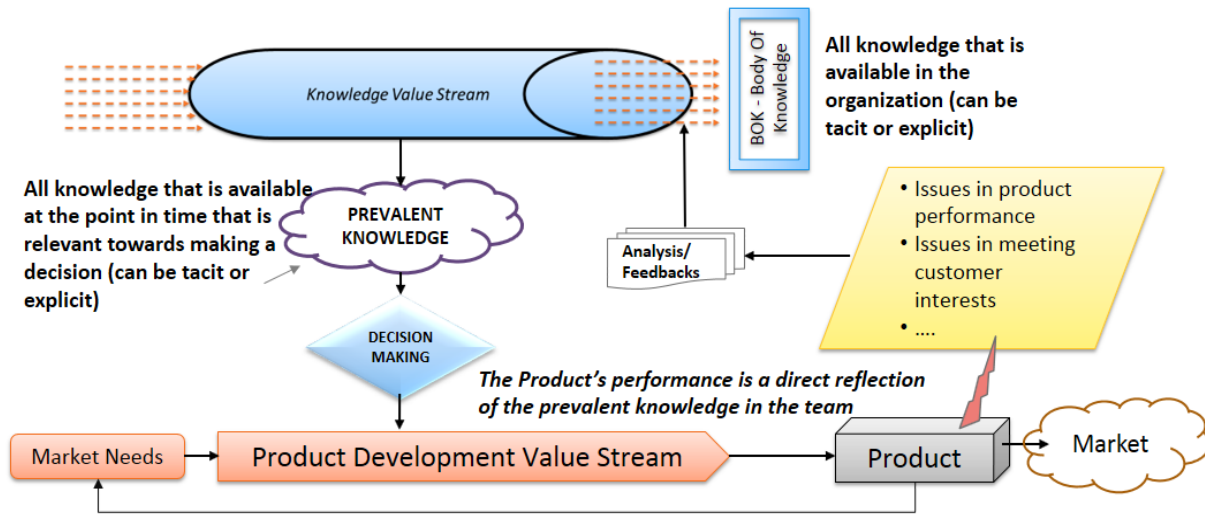 Knowledge Value Stream
BOK - Body Of
Knowledge
All knowledge that is
available in the
organization (can be
tacit or explicit)
All knowledge that is available
at the point in time that is
relevant towards making a
decision (can be tacit or
explicit)
PREVALENT
KNOWLEDGE
Analysis/
Feedbacks
• Issues in product
performance
• Issues in meeting
customer
interests
• ....
DECISION
MAKING
The Product's performance is a direct reflection
of the prevalent knowledge in the team
Market Needs
Product Development Value Stream
Product
Market